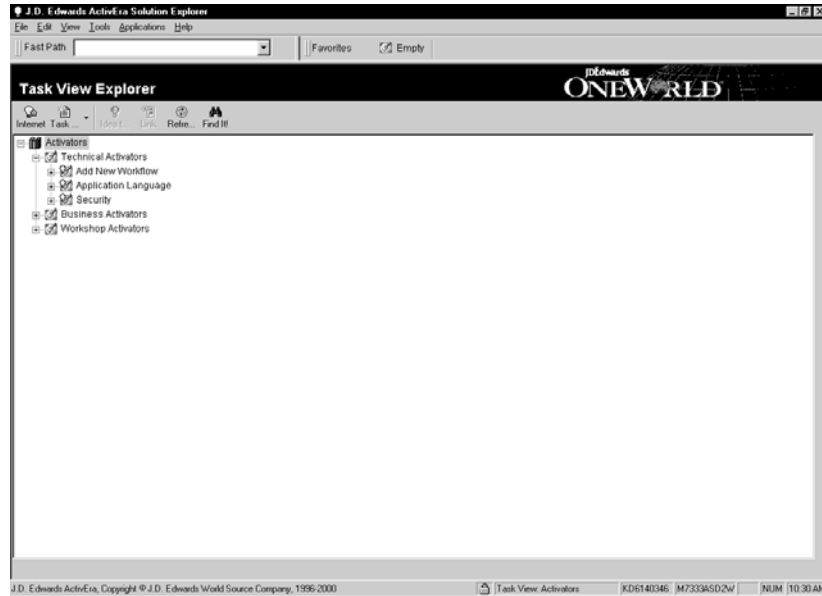 J.D. Edwards ActivEra Solution Explorer
File Edit View Tools Applications Help
Fast Path Favorites Empty
Task View Explorer
JDEdwards
ONEWORLD
Internet Task ... Idea t... Link Refre... Find It!
Activators
Technical Activators
Add New Workflow
Application Language
Security
Business Activators
Workshop Activators
J.D. Edwards ActivEra, Copyright © J.D. Edwards World Source Company, 1996-2000 Task View: Activators KD6140346 M7333ASD2W NUM 10:30 AM